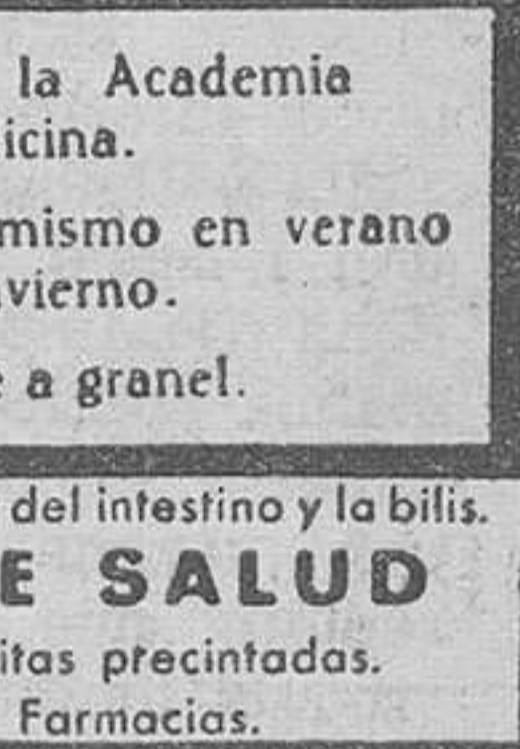 la Academia
icina.
mismo en verano
vierno.
a granel.
del intestino y la bilis.
E SALUD
itas precintadas.
Farmacias.